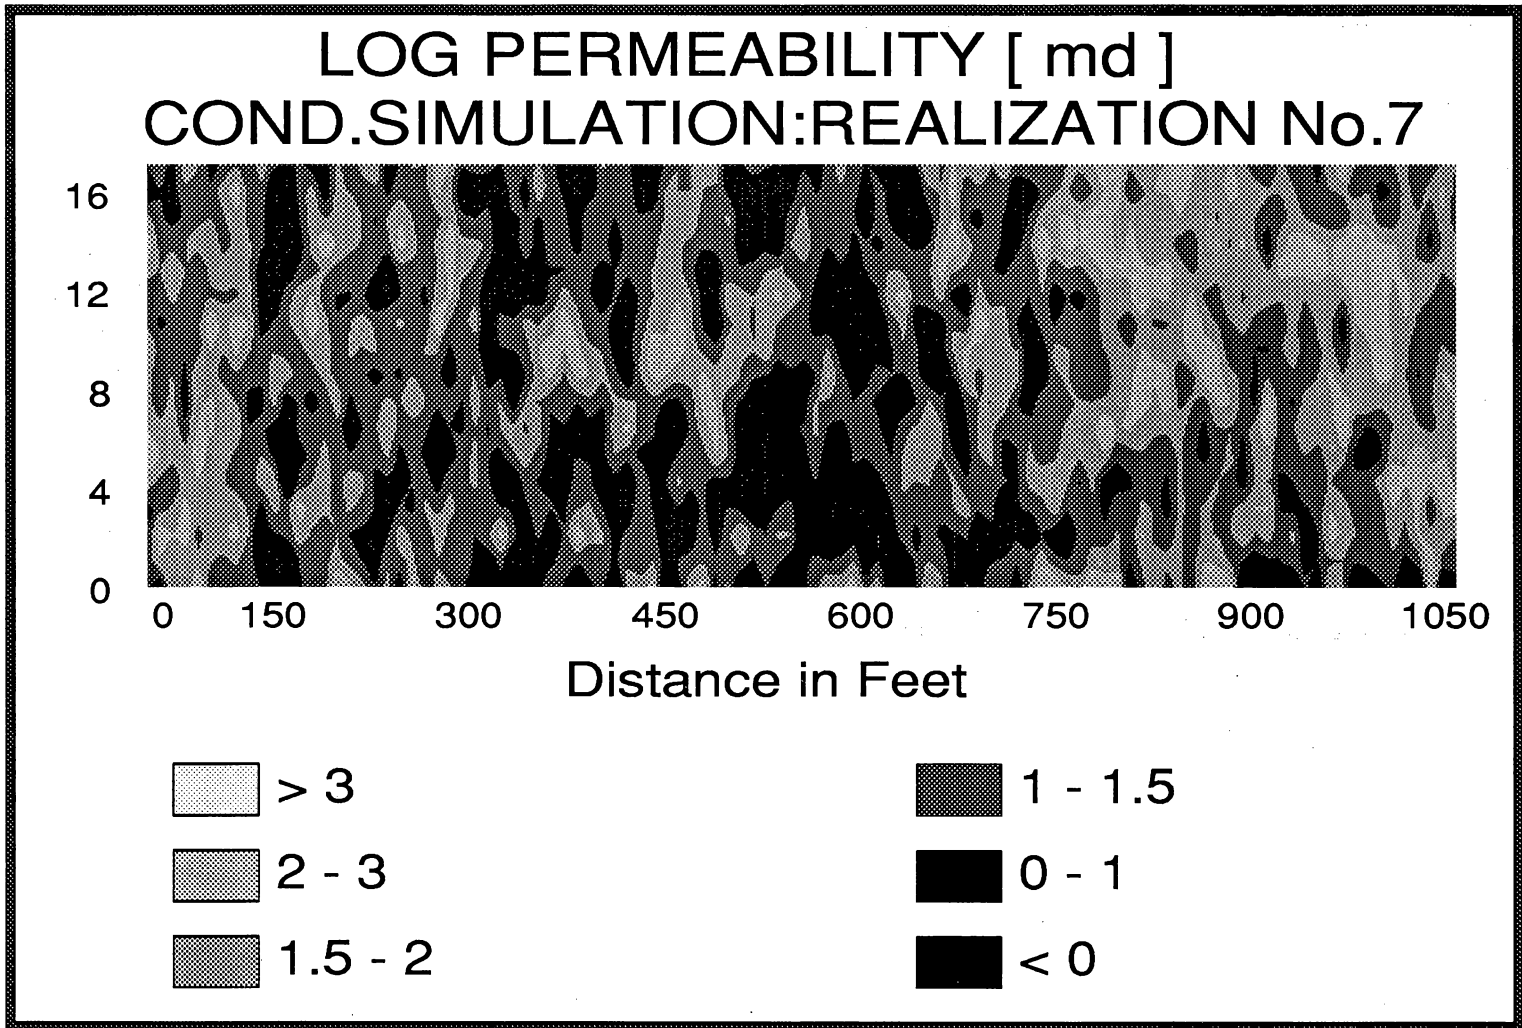 LOG PERMEABILITY [ md ]
COND.SIMULATION:REALIZATION No.7
16
12
8
4
0
0 150 300 450 600 750 900 1050
Distance in Feet
> 3
2 - 3
1.5 - 2
1 - 1.5
0 - 1
< 0